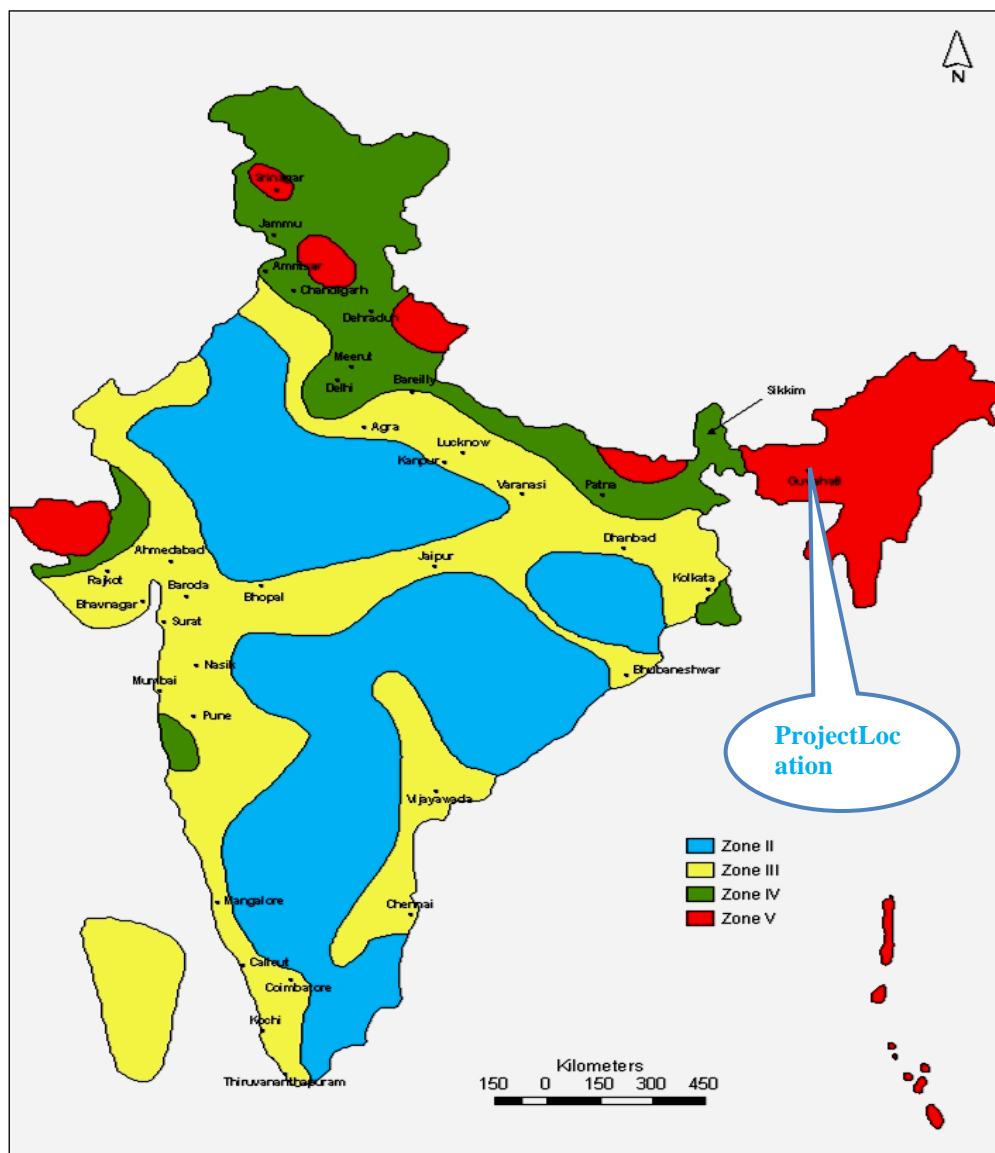 N
Srinagar
Jammu
Amritsar
Chandigarh
Dehradun
Meerut
Delhi
Bareilly
Sikkim
Agra
Lucknow
Kanpur
Guwahati
Varanasi
Patna
Dhanbad
Ahmedabad
Jaipur
Rajkot
Baroda
Bhopal
Kolkata
Bhavnagar
Surat
Nasik
Bhubaneshwar
Mumbai
Pune
ProjectLoc
ation
Vijayawada
Zone II
Zone III
Zone IV
Zone V
Mangalore
Chennai
Calicut
Coimbatore
Kochi
Thiruvananthapuram
Kilometers
150 0 150 300 450